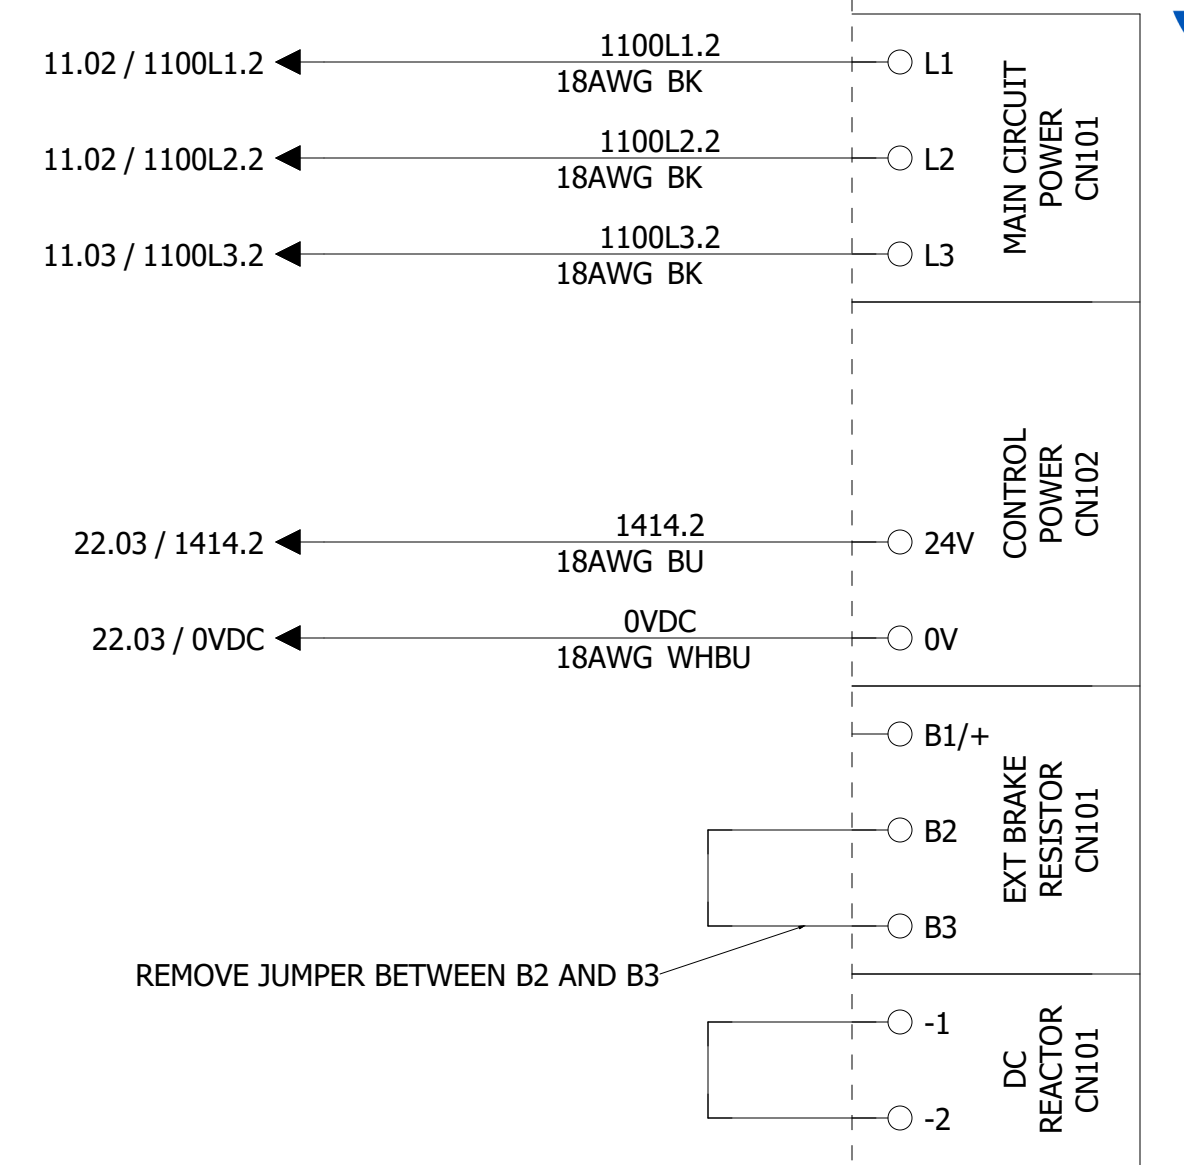 11.02 / 1100L1.2
1100L1.2
18AWG BK
L1
11.02 / 1100L2.2
1100L2.2
18AWG BK
L2
11.03 / 1100L3.2
1100L3.2
18AWG BK
L3
MAIN CIRCUIT
POWER
CN101
22.03 / 1414.2
1414.2
18AWG BU
24V
22.03 / 0VDC
0VDC
18AWG WHBU
0V
CONTROL
POWER
CN102
B1/+
B2
B3
EXT BRAKE
RESISTOR
CN101
REMOVE JUMPER BETWEEN B2 AND B3
-1
-2
DC
REACTOR
CN101